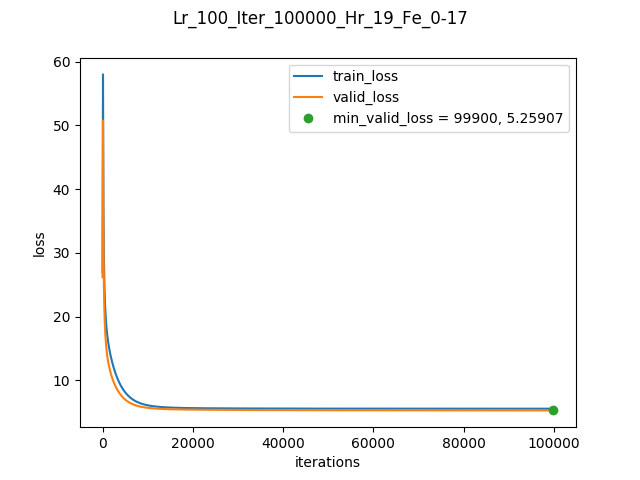 Lr_100_Iter_100000_Hr_19_Fe_0-17
60
50
40
30
20
10
loss
train_loss
valid_loss
min_valid_loss = 99900, 5.25907
0 20000 40000 60000 80000 100000
iterations